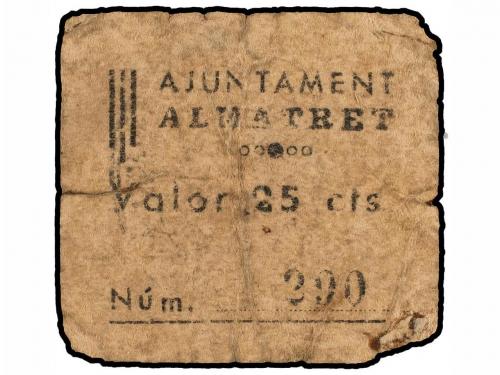 AJUNTAMENT
ALMATRET
Valor 25 cts
Núm. 290